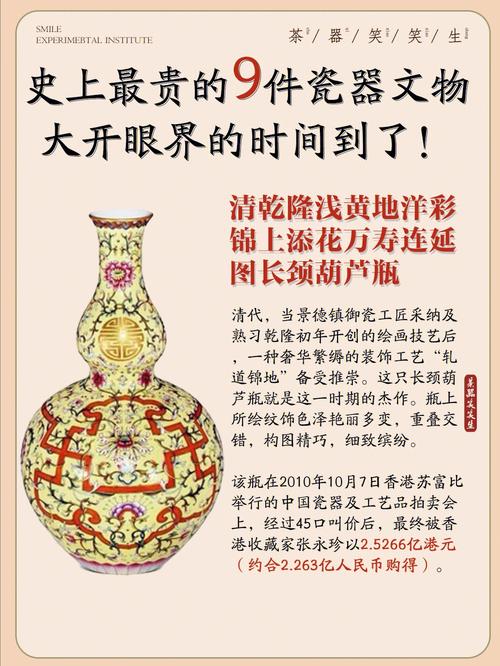 SMILE
EXPERIMEBTAL INSTITUTE
茶/器/笑/笑/生
史上最贵的9件瓷器文物
大开眼界的时间到了！
清乾隆浅黄地洋彩
锦上添花万寿连延
图长颈葫芦瓶
清代，当景德镇御瓷工匠采纳及
熟习乾隆初年开创的绘画技艺后
，一种奢华繁缛的装饰工艺“轧
道锦地”备受推崇。这只长颈葫
芦瓶就是这一时期的杰作。瓶上
所绘纹饰色泽艳丽多变，重叠交
错，构图精巧，细致缤纷。
茶器笑笑生
该瓶在2010年10月7日香港苏富比
举行的中国瓷器及工艺品拍卖会
上，经过45口叫价后，最终被香
港收藏家张永珍以2.5266亿港元
（约合2.263亿人民币购得）。